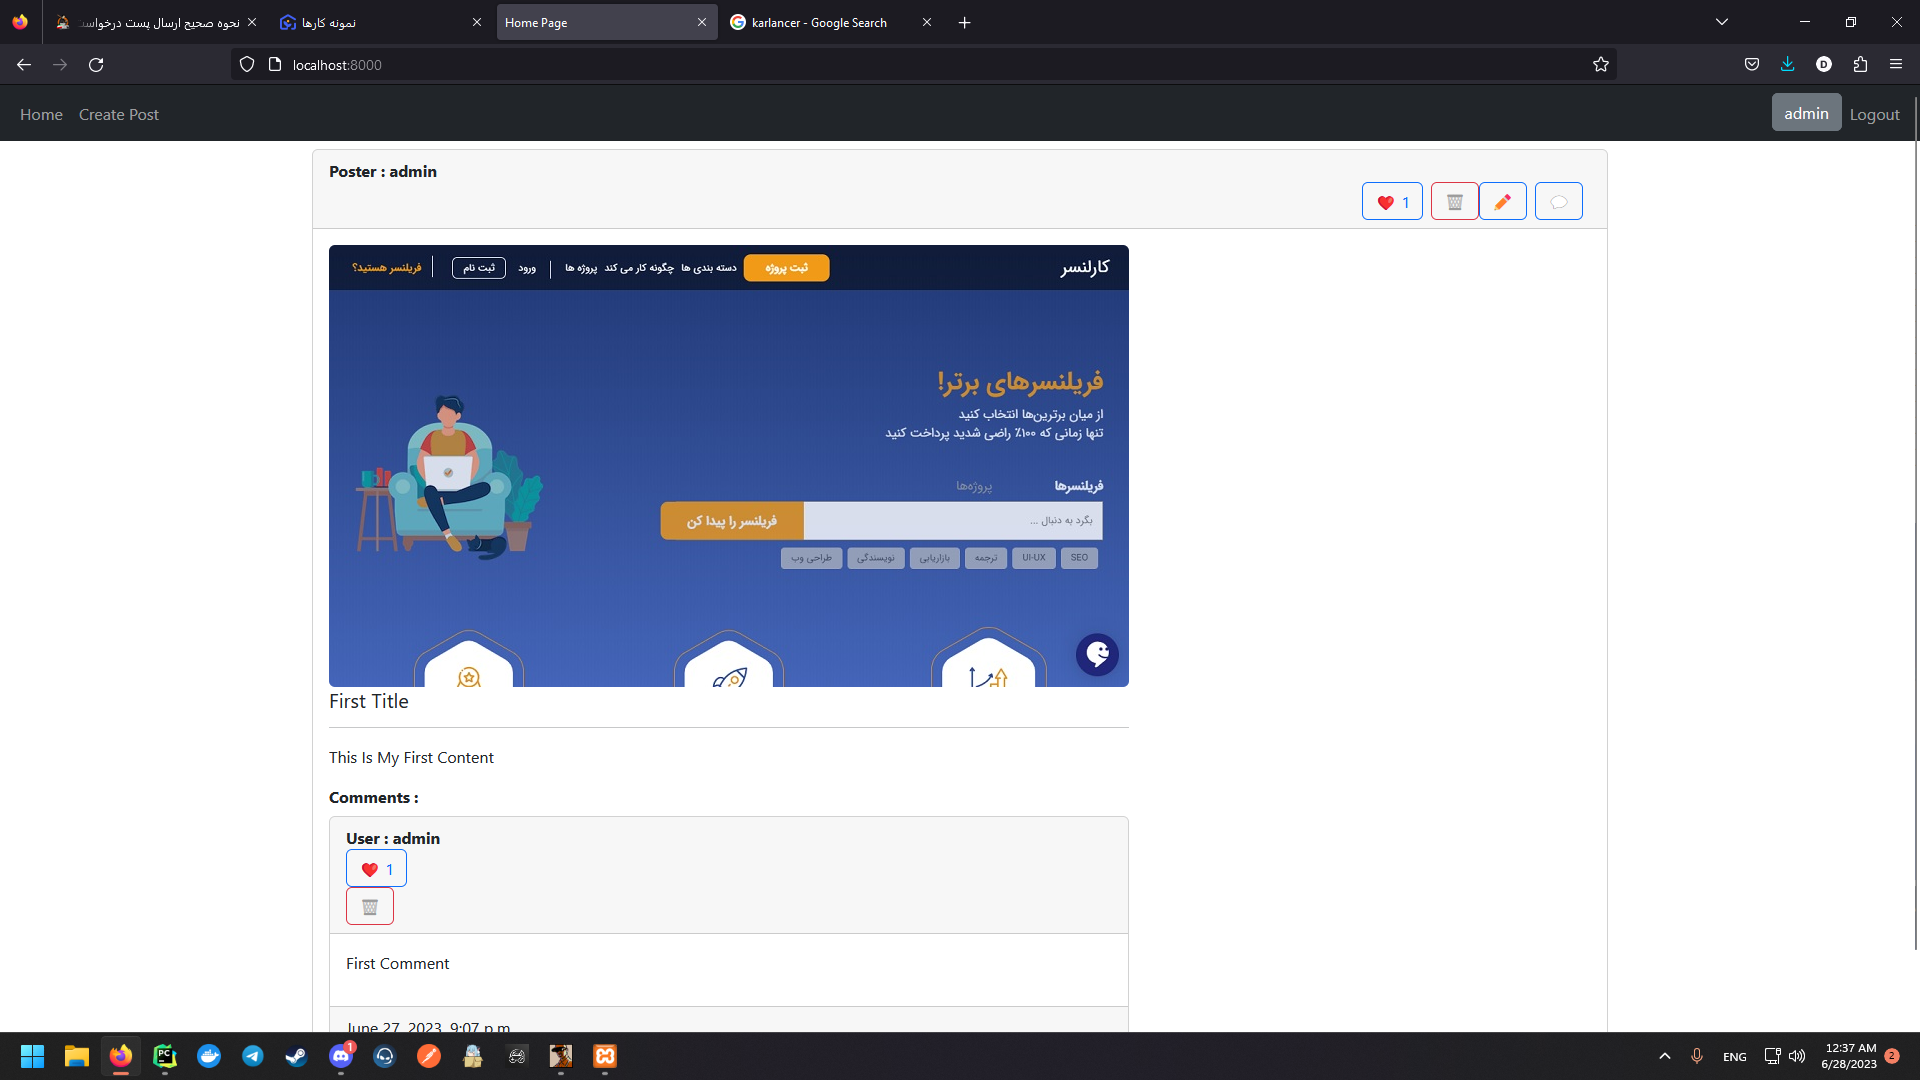 نحوه صحیح ارسال پست درخواست
نمونه کارها
Home Page
karlancer - Google Search
localhost:8000
D
Home
Create Post
admin
Logout
Poster : admin
1
کارلنسر
ثبت پروژه
دسته بندی ها
چگونه کار می کند
پروژه ها
ورود
ثبت نام
فریلنسر هستید؟
فریلنسرهای برتر!
از میان برترین‌ها انتخاب کنید
تنها زمانی که ۱۰۰٪ راضی شدید پرداخت کنید
فریلنسرها
پروژه‌ها
بگرد به دنبال ...
فریلنسر را پیدا کن
SEO
UI-UX
ترجمه
بازاریابی
نویسندگی
طراحی وب
First Title
This Is My First Content
Comments :
User : admin
1
First Comment
June 27, 2023, 9:07 p.m.
PC
1
ENG
12:37 AM
6/28/2023
2